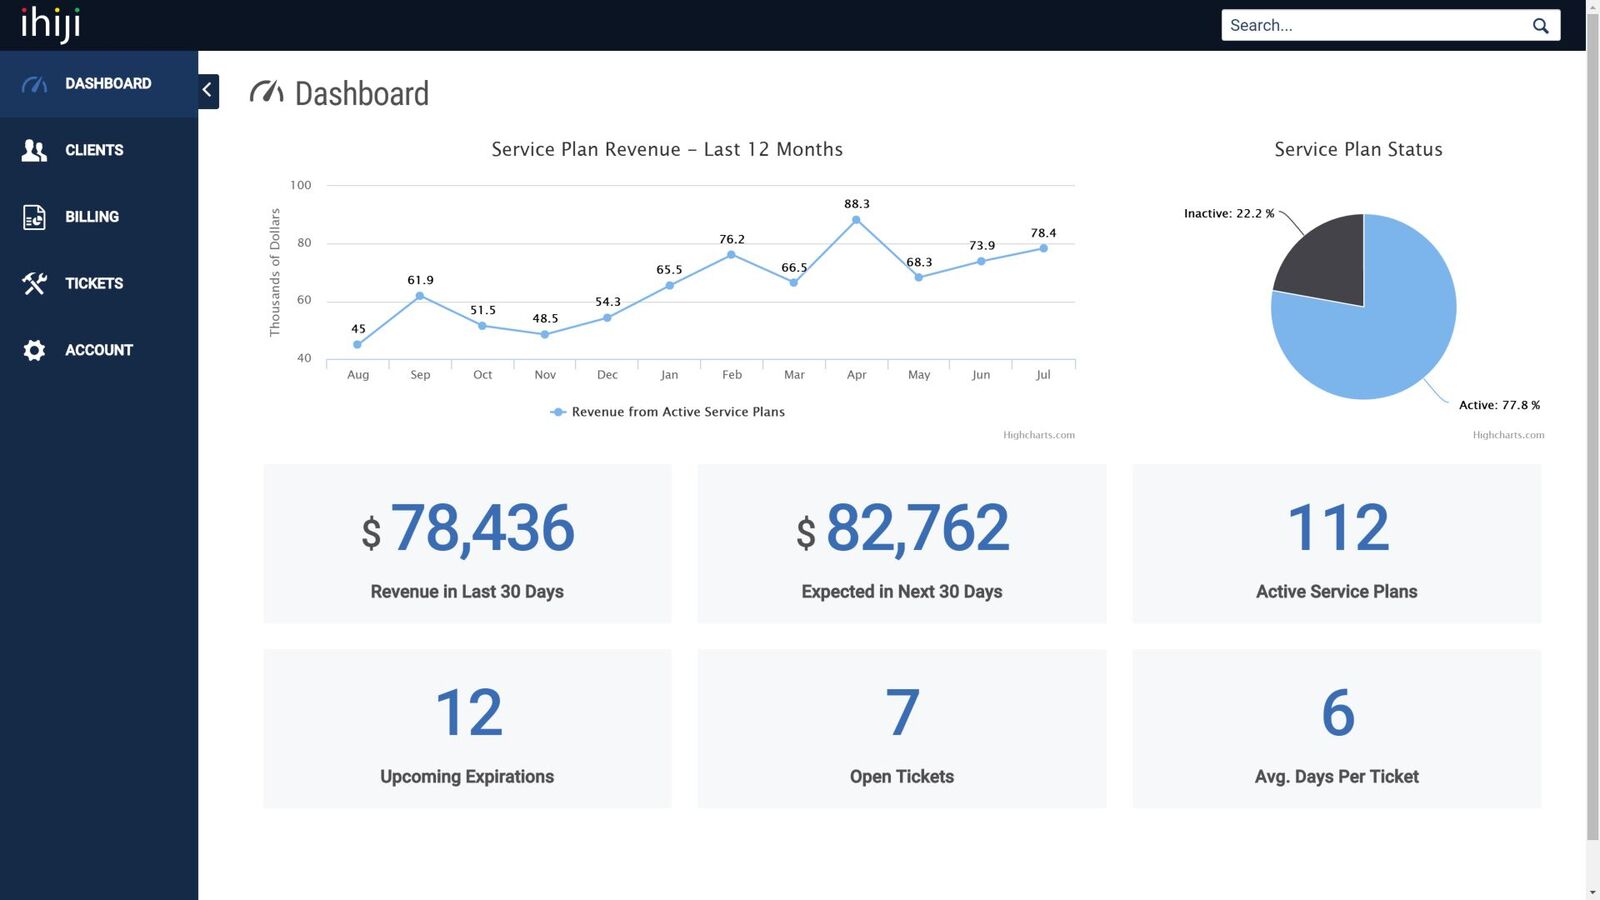 ihiji
Search...
DASHBOARD
CLIENTS
BILLING
TICKETS
ACCOUNT
Dashboard
Service Plan Revenue – Last 12 Months
Thousands of Dollars
100
80
60
40
45
61.9
51.5
48.5
54.3
65.5
76.2
66.5
88.3
68.3
73.9
78.4
Aug Sep Oct Nov Dec Jan Feb Mar Apr May Jun Jul
Revenue from Active Service Plans
Highcharts.com
Service Plan Status
Inactive: 22.2 %
Active: 77.8 %
Highcharts.com
$ 78,436
Revenue in Last 30 Days
$ 82,762
Expected in Next 30 Days
112
Active Service Plans
12
Upcoming Expirations
7
Open Tickets
6
Avg. Days Per Ticket